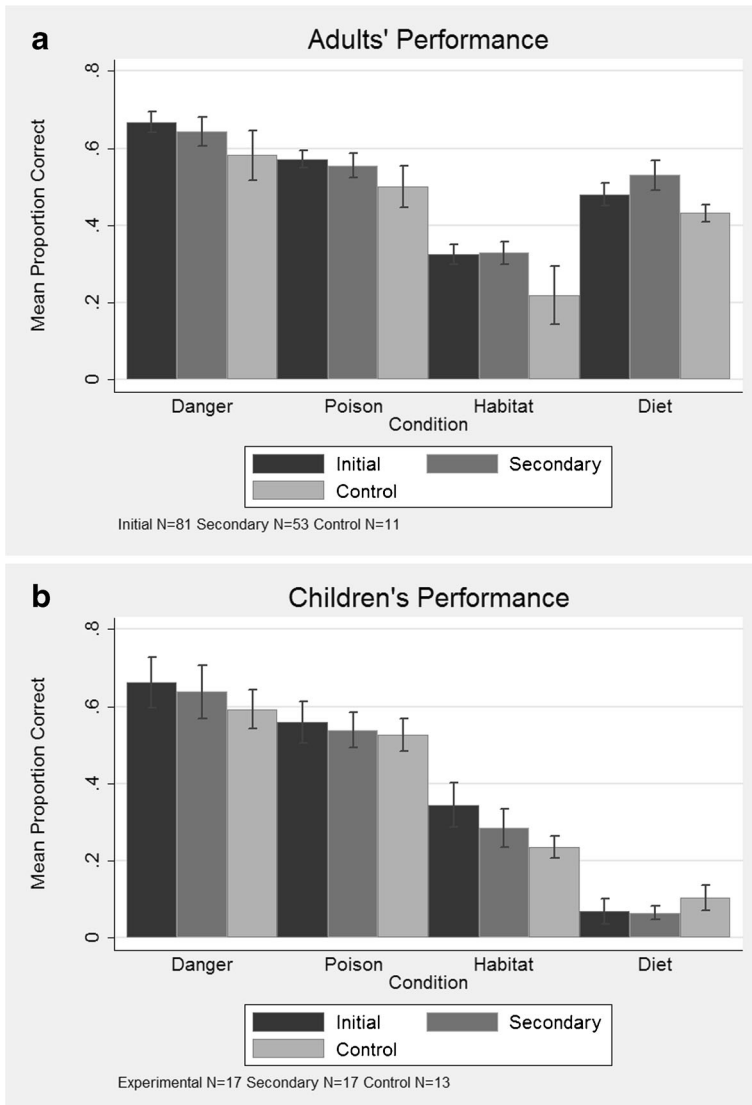 a
Adults' Performance
Mean Proportion Correct
.8
.6
.4
.2
0
Danger Poison Habitat Diet
Condition
Initial Secondary
Control
Initial N=81 Secondary N=53 Control N=11
b
Children's Performance
Mean Proportion Correct
.8
.6
.4
.2
0
Danger Poison Habitat Diet
Condition
Initial Secondary
Control
Experimental N=17 Secondary N=17 Control N=13